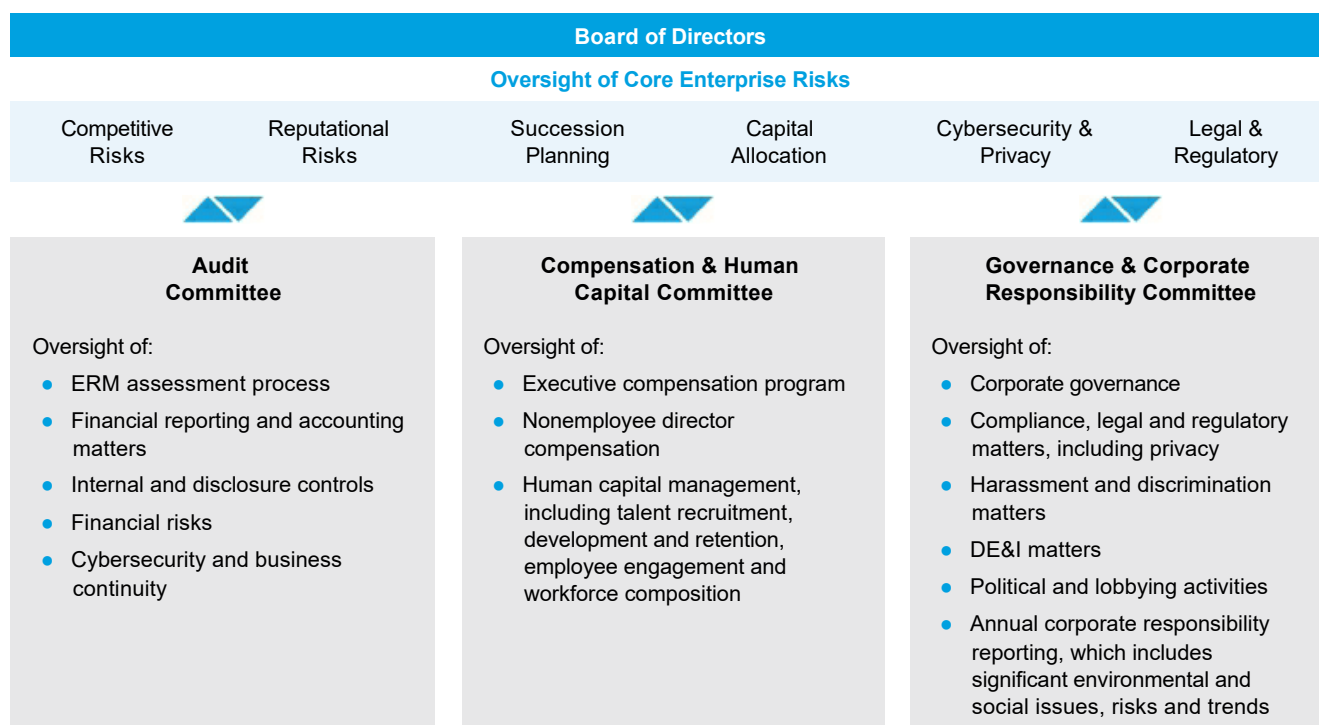 Board of Directors
Oversight of Core Enterprise Risks
Competitive
Risks
Reputational
Risks
Succession
Planning
Capital
Allocation
Cybersecurity &
Privacy
Legal &
Regulatory
Audit
Committee
Oversight of:
● ERM assessment process
● Financial reporting and accounting
matters
● Internal and disclosure controls
● Financial risks
● Cybersecurity and business
continuity
Compensation & Human
Capital Committee
Oversight of:
● Executive compensation program
● Nonemployee director
compensation
● Human capital management,
including talent recruitment,
development and retention,
employee engagement and
workforce composition
Governance & Corporate
Responsibility Committee
Oversight of:
● Corporate governance
● Compliance, legal and regulatory
matters, including privacy
● Harassment and discrimination
matters
● DE&I matters
● Political and lobbying activities
● Annual corporate responsibility
reporting, which includes
significant environmental and
social issues, risks and trends